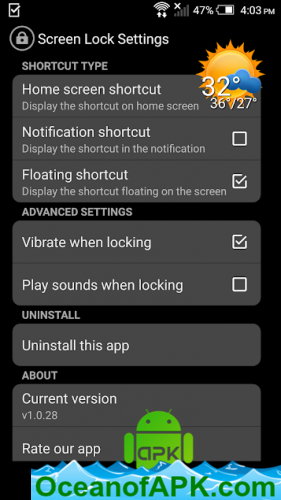 47% 4:03 PM
Screen Lock Settings
SHORTCUT TYPE
Home screen shortcut
Display the shortcut on home screen
32°
36°/27°
Notification shortcut
Display the shortcut in the notification
Floating shortcut
Display the shortcut floating on the screen
ADVANCED SETTINGS
Vibrate when locking
Play sounds when locking
UNINSTALL
Uninstall this app
ABOUT
Current version
v1.0.28
Rate our app
APK
OceanofAPK.com